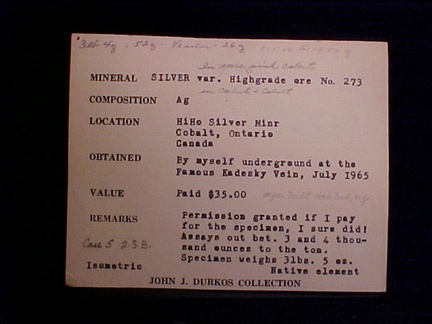 MINERAL SILVER var. Highgrade ore No. 273
in Cobalt + Cobalt
COMPOSITION Ag
LOCATION HiHo Silver Minr
Cobalt, Ontario
Canada
OBTAINED By myself underground at the
Famous Kadesky Vein, July 1965
VALUE Paid $35.00
REMARKS Permission granted if I pay
for the specimen, I sure did!
Assays out bet. 3 and 4 thou-
sand ounces to the ton.
Case 5 2.S.B. Specimen weighs 3lbs. 5 oz.
Isometric Native element
JOHN J. DURKOS COLLECTION